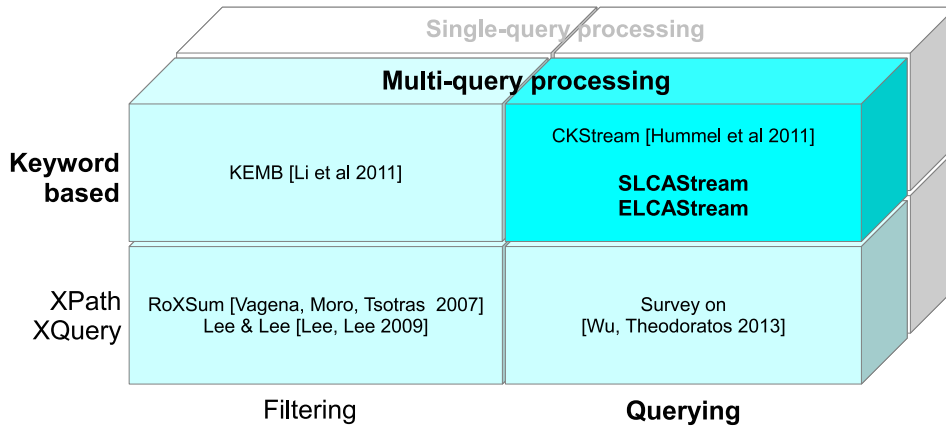 Single-query processing
Multi-query processing
Keyword
based
KEMB [Li et al 2011]
CKStream [Hummel et al 2011]
SLCAStream
ELCAStream
XPath
XQuery
RoXSum [Vagena, Moro, Tsotras 2007]
Lee & Lee [Lee, Lee 2009]
Survey on
[Wu, Theodoratos 2013]
Filtering
Querying